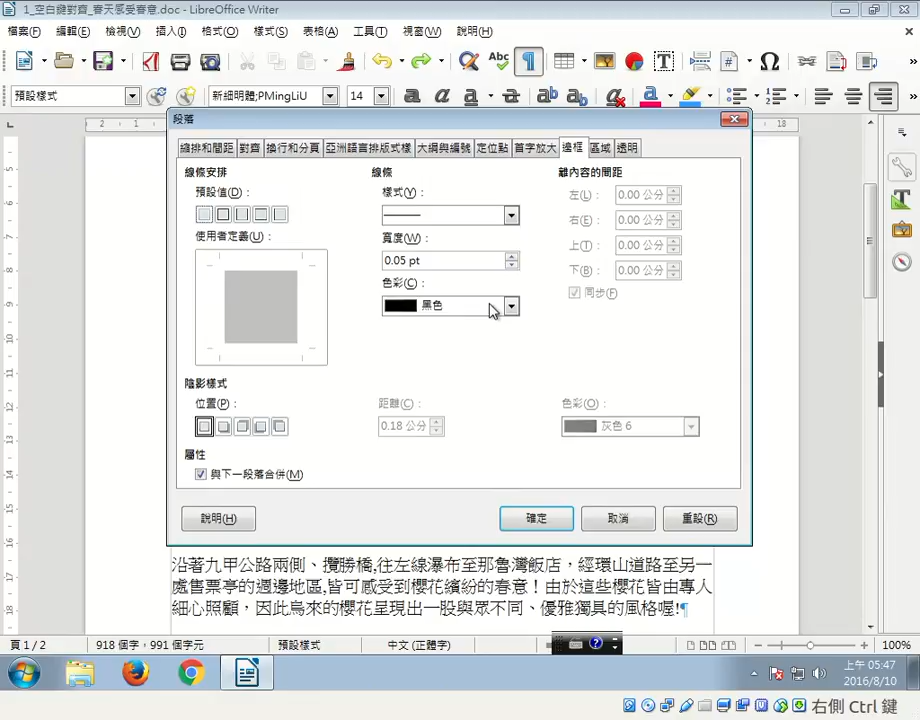 1_空白鍵對齊_春天感受春意.doc - LibreOffice Writer
檔案(F) 編輯(E) 檢視(V) 插入(I) 格式(O) 樣式(S) 表格(A) 工具(T) 視窗(W) 說明(H)
預設樣式 新細明體;PMingLiU 14
段落
縮排和間距 對齊 換行和分頁 亞洲語言排版式樣 大綱與編號 定位點 首字放大 邊框 區域 透明
線條安排 線條 離內容的間距
預設值(D)： 樣式(Y)： 左(L)： 0.00 公分
使用者定義(U)： 寬度(W)： 右(E)： 0.00 公分
0.05 pt 上(T)： 0.00 公分
色彩(C)： 下(B)： 0.00 公分
黑色 同步(F)
陰影樣式
位置(P)： 距離(C)： 色彩(O)：
0.18 公分 灰色 6
屬性
與下一段落合併(M)
說明(H) 確定 取消 重設(R)
沿著九甲公路兩側、攬勝橋,往左線瀑布至那魯灣飯店，經環山道路至另一
處售票亭的週邊地區,皆可感受到櫻花繽紛的春意！由於這些櫻花皆由專人
細心照顧，因此烏來的櫻花呈現出一股與眾不同、優雅獨具的風格喔!¶
頁 1 / 2 918 個字，991 個字元 預設樣式 中文 (正體字) 100%
上午 05:47
2016/8/10
右側 Ctrl 鍵